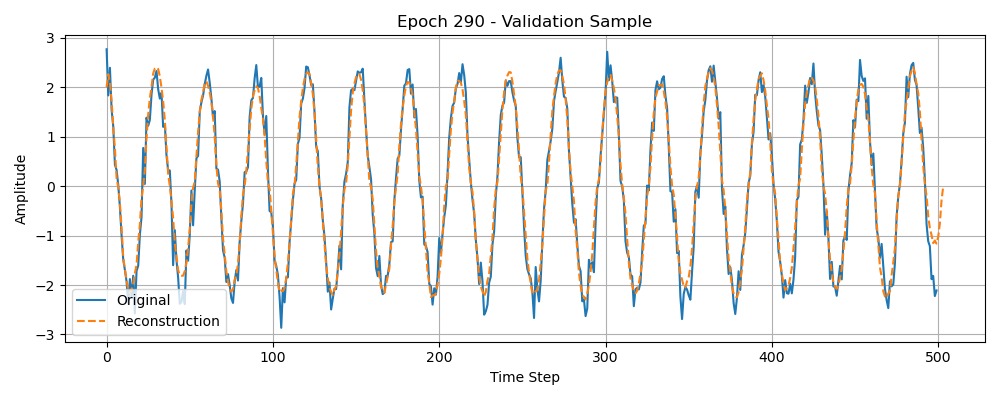 Epoch 290 - Validation Sample
3
2
1
0
−1
−2
−3
Amplitude
Original
Reconstruction
0 100 200 300 400 500
Time Step